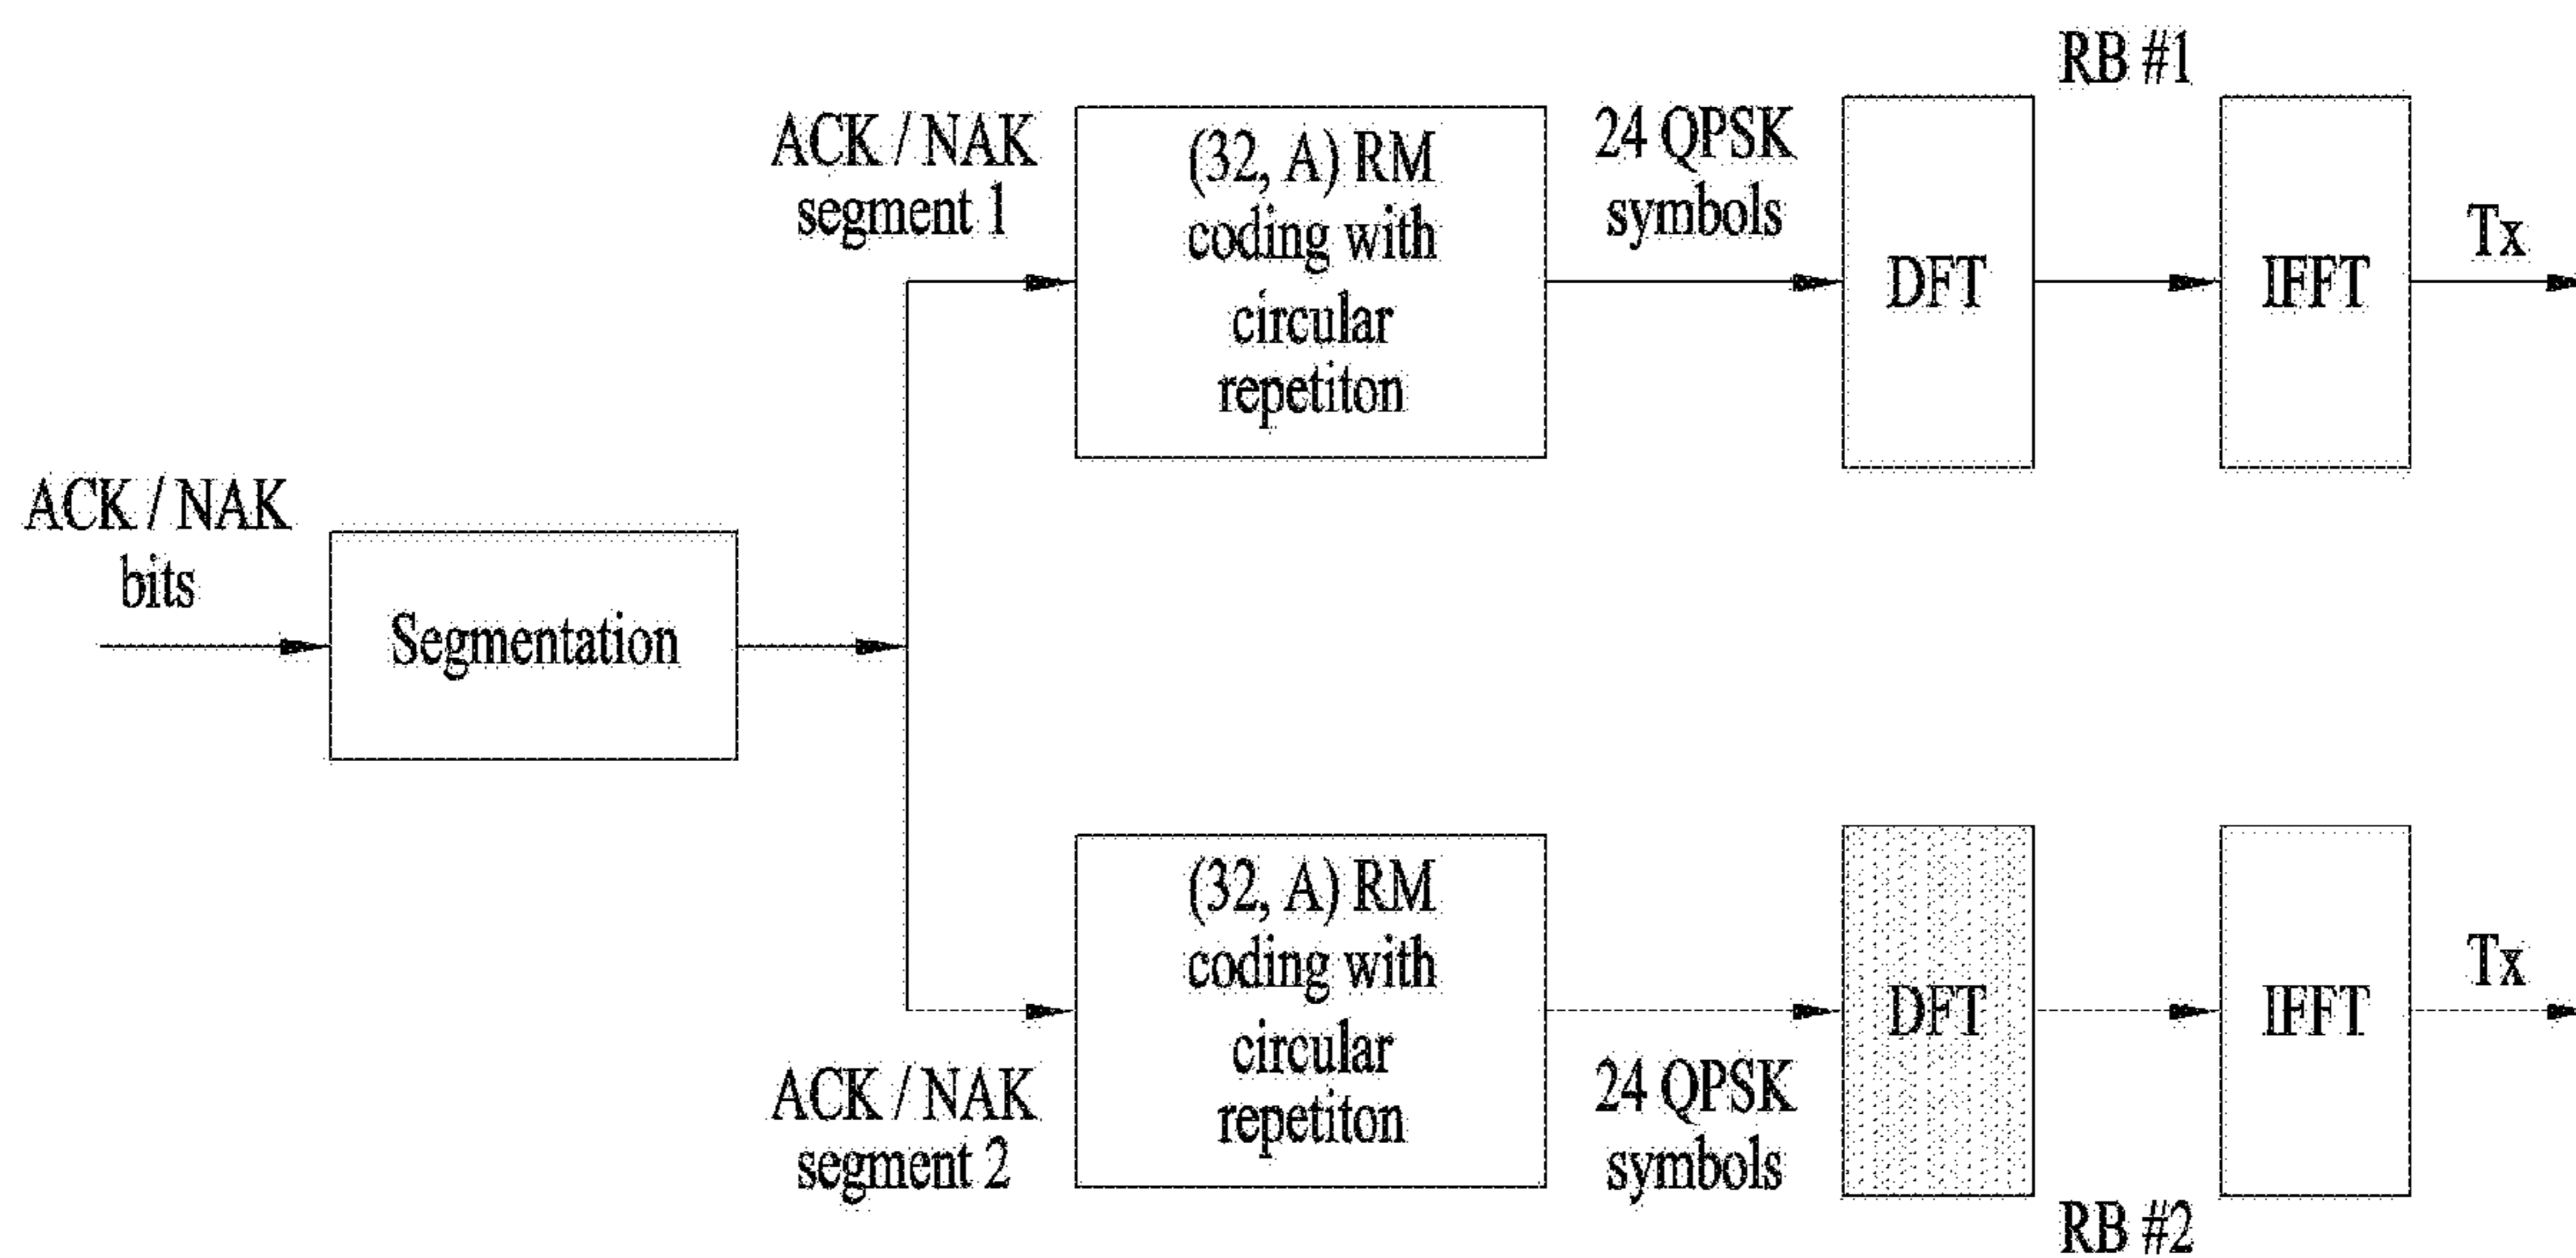 RB #1
ACK / NAK
segment 1
(32, A) RM
coding with
circular
repetiton
24 QPSK
symbols
DFT
IFFT
Tx
ACK / NAK
bits
Segmentation
(32, A) RM
coding with
circular
repetiton
DFT
IFFT
Tx
ACK / NAK
segment 2
24 QPSK
symbols
RB #2